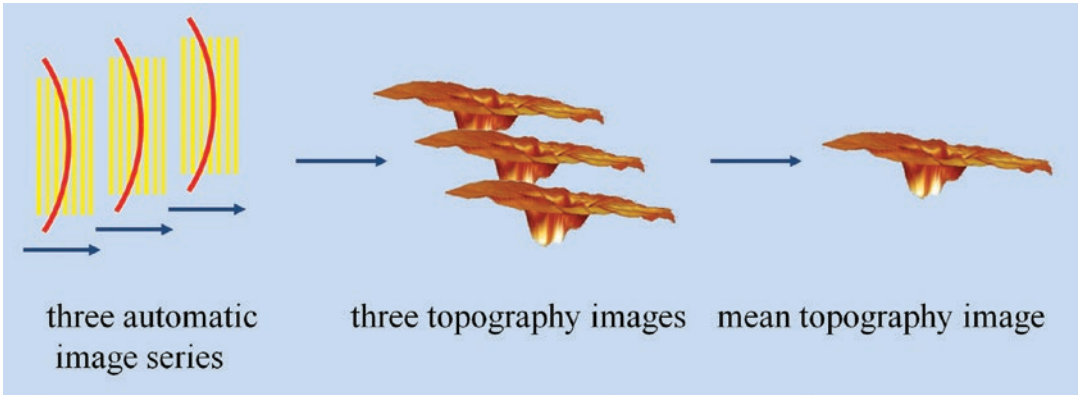 three automatic
image series
three topography images
mean topography image